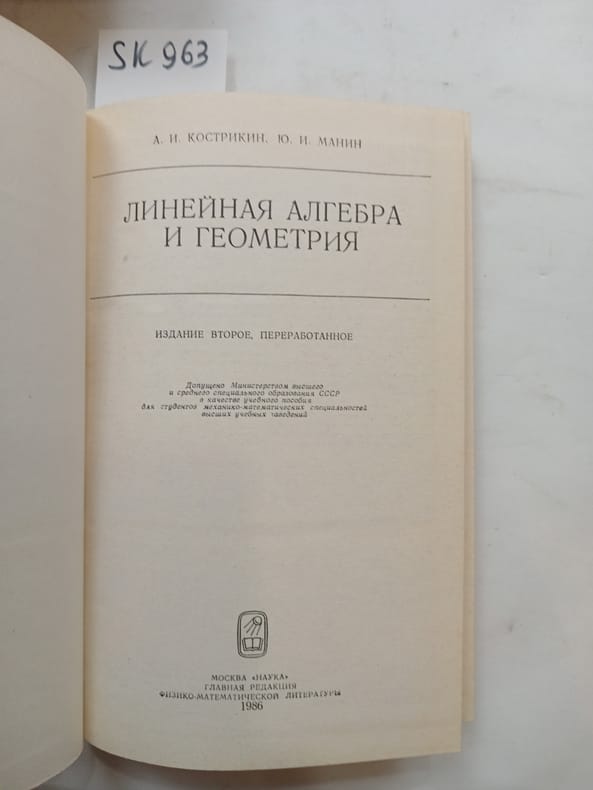 SK 963
А. И. КОСТРИКИН, Ю. И. МАНИН
ЛИНЕЙНАЯ АЛГЕБРА
И ГЕОМЕТРИЯ
ИЗДАНИЕ ВТОРОЕ, ПЕРЕРАБОТАННОЕ
Допущено Министерством высшего
и среднего специального образования СССР
в качестве учебного пособия
для студентов механико-математических специальностей
высших учебных заведений
МОСКВА «НАУКА»
ГЛАВНАЯ РЕДАКЦИЯ
ФИЗИКО-МАТЕМАТИЧЕСКОЙ ЛИТЕРАТУРЫ
1986